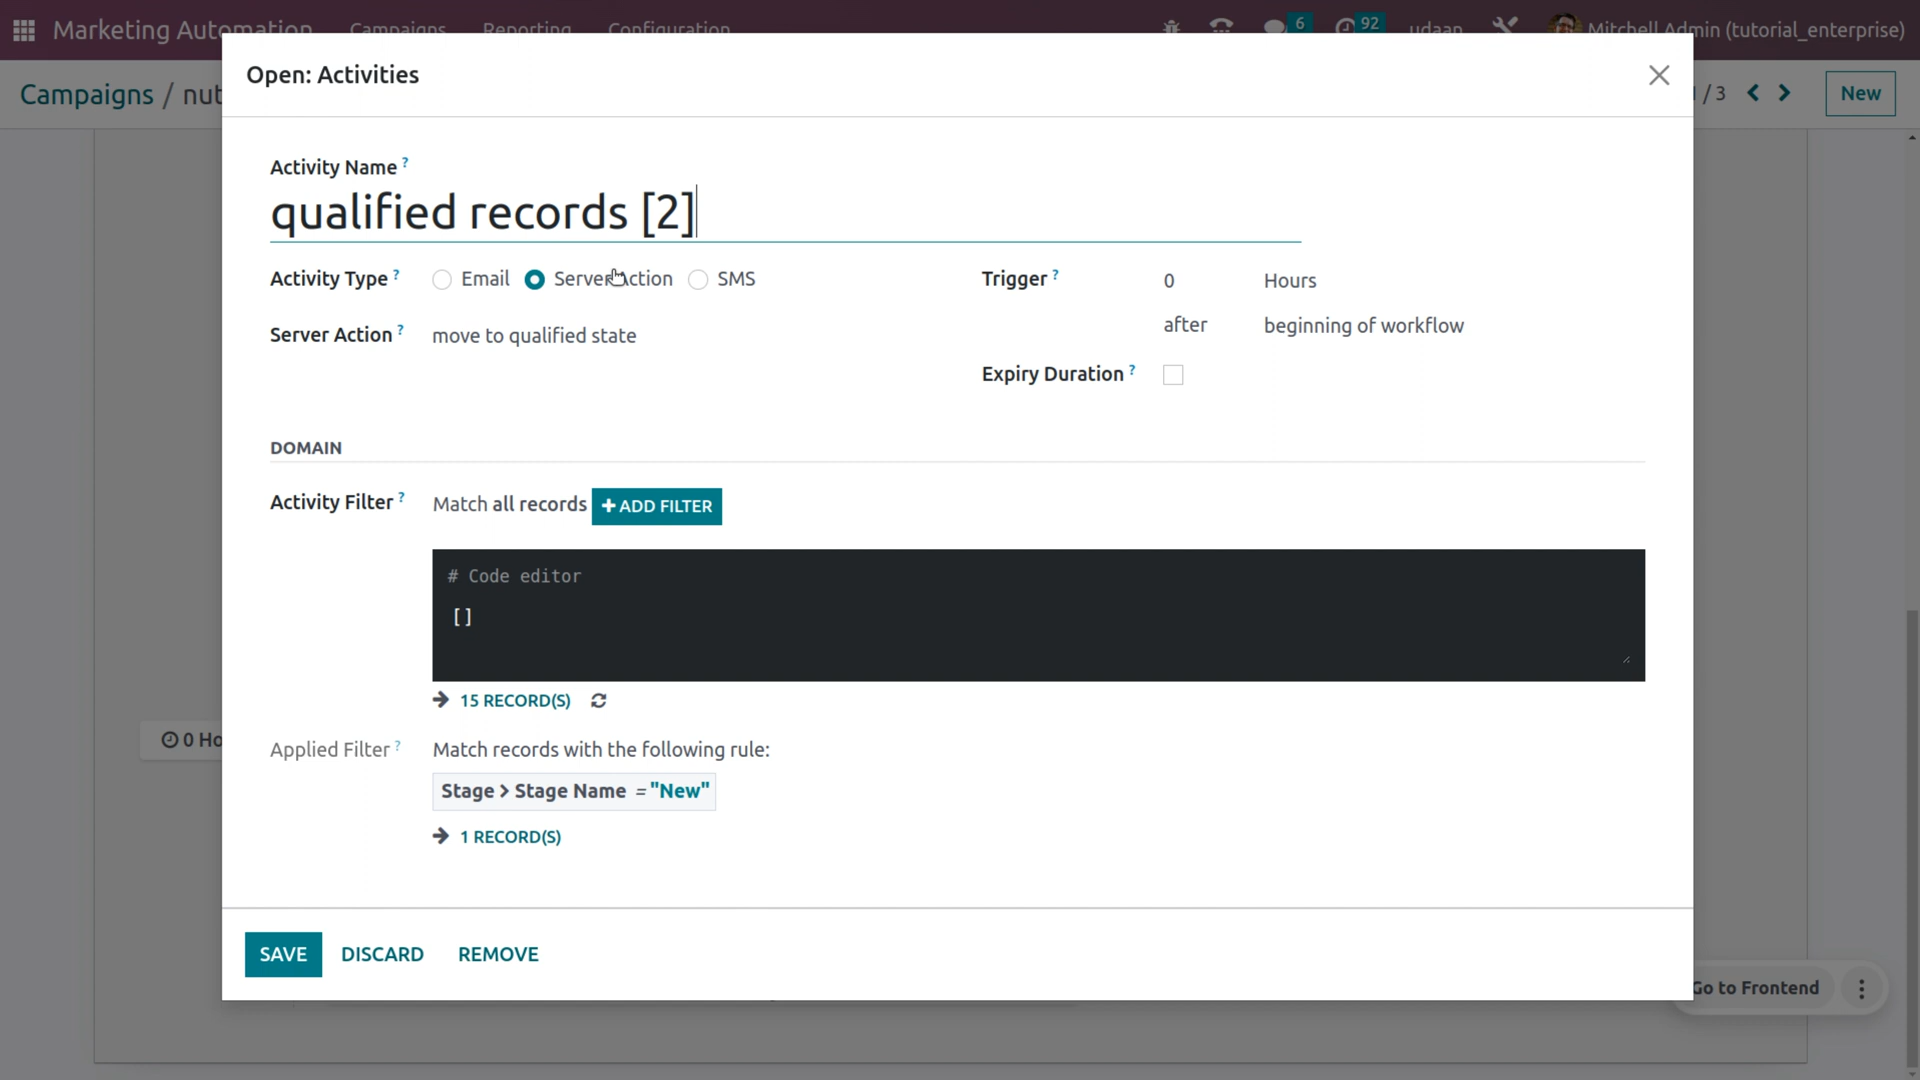 Marketing Automation Campaigns Reporting Configuration 6 92 udaan Mitchell Admin (tutorial_enterprise)
Open: Activities
Campaigns / nut
/ 3 New
Activity Name ?
qualified records [2]
Activity Type ? Email Server Action SMS
Trigger ? 0 Hours
Server Action ? move to qualified state
after beginning of workflow
Expiry Duration ?
DOMAIN
Activity Filter ? Match all records + ADD FILTER
# Code editor
[]
15 RECORD(S)
0 Ho
Applied Filter ? Match records with the following rule:
Stage > Stage Name = "New"
1 RECORD(S)
SAVE DISCARD REMOVE
Go to Frontend